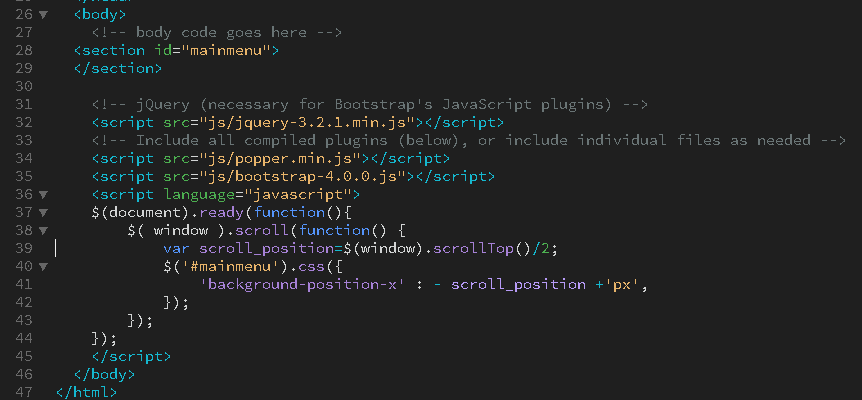 26 <body>
27 <!-- body code goes here -->
28 <section id="mainmenu">
29 </section>
30
31 <!-- jQuery (necessary for Bootstrap's JavaScript plugins) -->
32 <script src="js/jquery-3.2.1.min.js"></script>
33 <!-- Include all compiled plugins (below), or include individual files as needed -->
34 <script src="js/popper.min.js"></script>
35 <script src="js/bootstrap-4.0.0.js"></script>
36 <script language="javascript">
37 $(document).ready(function(){
38 $( window ).scroll(function() {
39 var scroll_position=$(window).scrollTop()/2;
40 $('#mainmenu').css({
41 'background-position-x' : - scroll_position +'px',
42 });
43 });
44 });
45 </script>
46 </body>
47 </html>